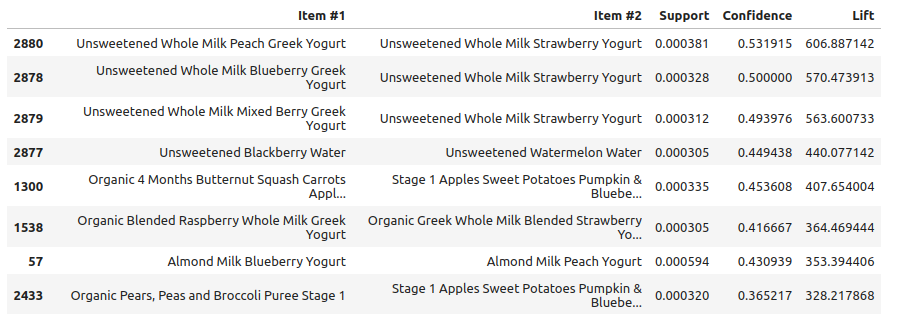 Item #1 Item #2 Support Confidence Lift
2880 Unsweetened Whole Milk Peach Greek Yogurt Unsweetened Whole Milk Strawberry Yogurt 0.000381 0.531915 606.887142
Unsweetened Whole Milk Blueberry Greek
2878 Unsweetened Whole Milk Strawberry Yogurt 0.000328 0.500000 570.473913
Yogurt
Unsweetened Whole Milk Mixed Berry Greek
2879 Unsweetened Whole Milk Strawberry Yogurt 0.000312 0.493976 563.600733
Yogurt
2877 Unsweetened Blackberry Water Unsweetened Watermelon Water 0.000305 0.449438 440.077142
Organic 4 Months Butternut Squash Carrots Stage 1 Apples Sweet Potatoes Pumpkin &
1300 0.000335 0.453608 407.654004
Appl... Bluebe...
Organic Blended Raspberry Whole Milk Greek Organic Greek Whole Milk Blended Strawberry
1538 0.000305 0.416667 364.469444
Yogurt Yo...
57 Almond Milk Blueberry Yogurt Almond Milk Peach Yogurt 0.000594 0.430939 353.394406
Stage 1 Apples Sweet Potatoes Pumpkin &
2433 Organic Pears, Peas and Broccoli Puree Stage 1 0.000320 0.365217 328.217868
Bluebe...